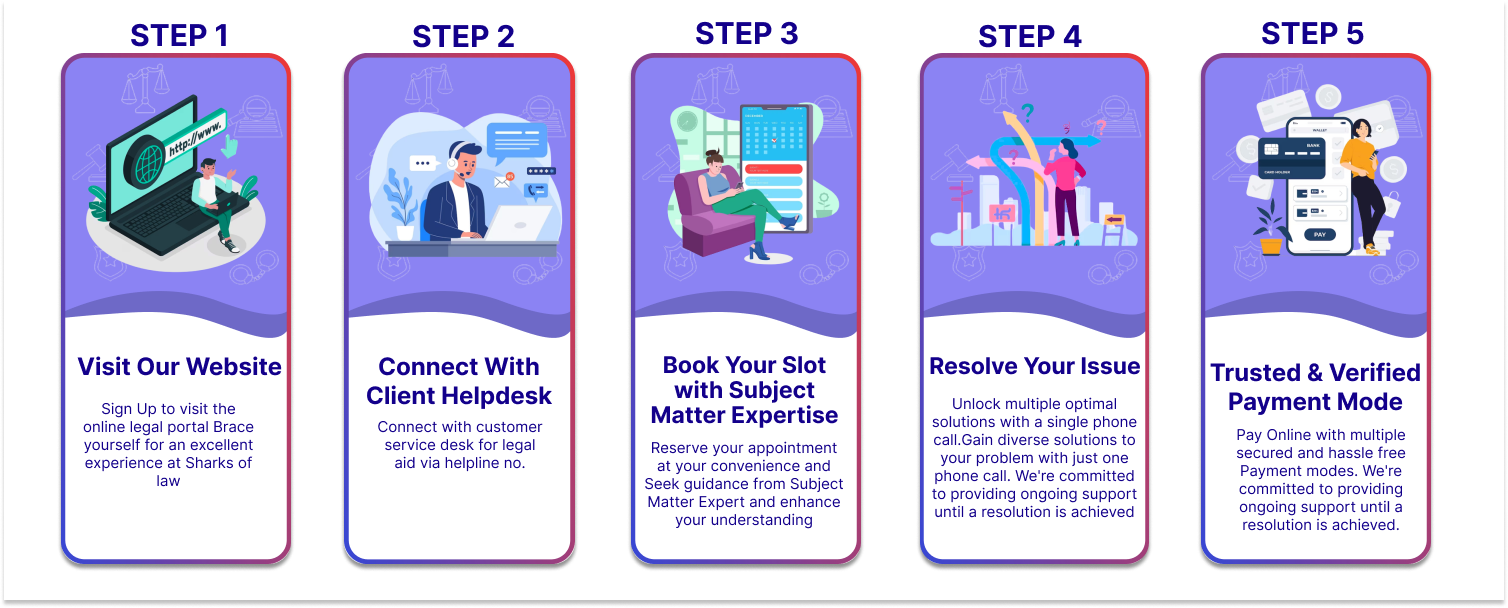 STEP 1
http://www.
Visit Our Website
Sign Up to visit the
online legal portal Brace
yourself for an excellent
experience at Sharks of
law
STEP 2
Connect With
Client Helpdesk
Connect with customer
service desk for legal
aid via helpline no.
STEP 3
Book Your Slot
with Subject
Matter Expertise
Reserve your appointment
at your convenience and
Seek guidance from Subject
Matter Expert and enhance
your understanding
STEP 4
?
?
?
?
Resolve Your Issue
Unlock multiple optimal
solutions with a single phone
call.Gain diverse solutions to
your problem with just one
phone call. We're committed
to providing ongoing support
until a resolution is achieved
STEP 5
WALLET
BANK
CARD HOLDER
PAY
Trusted & Verified
Payment Mode
Pay Online with multiple
secured and hassle free
Payment modes. We're
committed to providing
ongoing support until a
resolution is achieved.